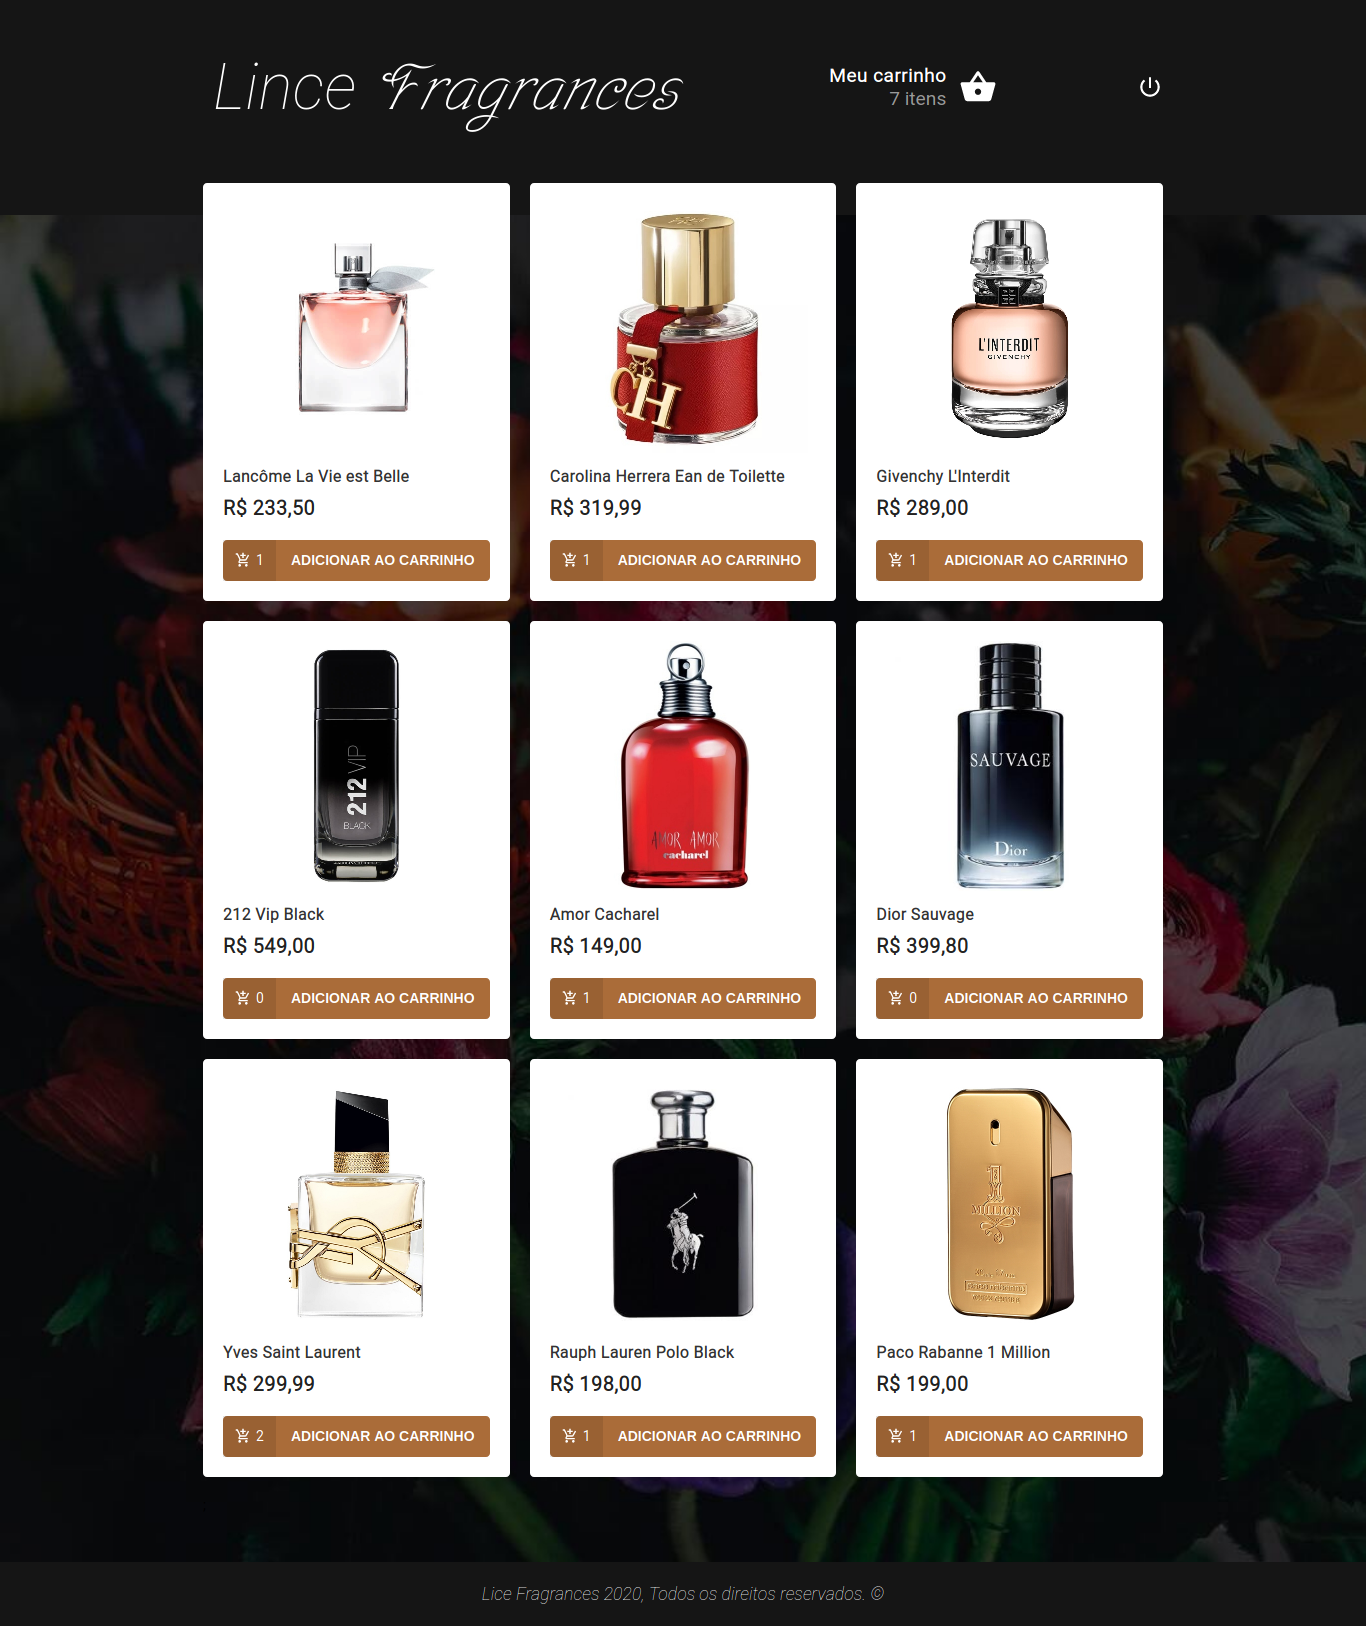 Lince Fragrances
Meu carrinho
7 itens
CH
L'INTERDIT
GIVENCHY
Lancôme La Vie est Belle
R$ 233,50
1 ADICIONAR AO CARRINHO
Carolina Herrera Ean de Toilette
R$ 319,99
1 ADICIONAR AO CARRINHO
Givenchy L'Interdit
R$ 289,00
1 ADICIONAR AO CARRINHO
212 VIP
BLACK
AMOR AMOR
cacharel
SAUVAGE
Dior
212 Vip Black
R$ 549,00
0 ADICIONAR AO CARRINHO
Amor Cacharel
R$ 149,00
1 ADICIONAR AO CARRINHO
Dior Sauvage
R$ 399,80
0 ADICIONAR AO CARRINHO
1
MILLION
Yves Saint Laurent
R$ 299,99
2 ADICIONAR AO CARRINHO
Rauph Lauren Polo Black
R$ 198,00
1 ADICIONAR AO CARRINHO
Paco Rabanne 1 Million
R$ 199,00
1 ADICIONAR AO CARRINHO
Lice Fragrances 2020, Todos os direitos reservados. ©